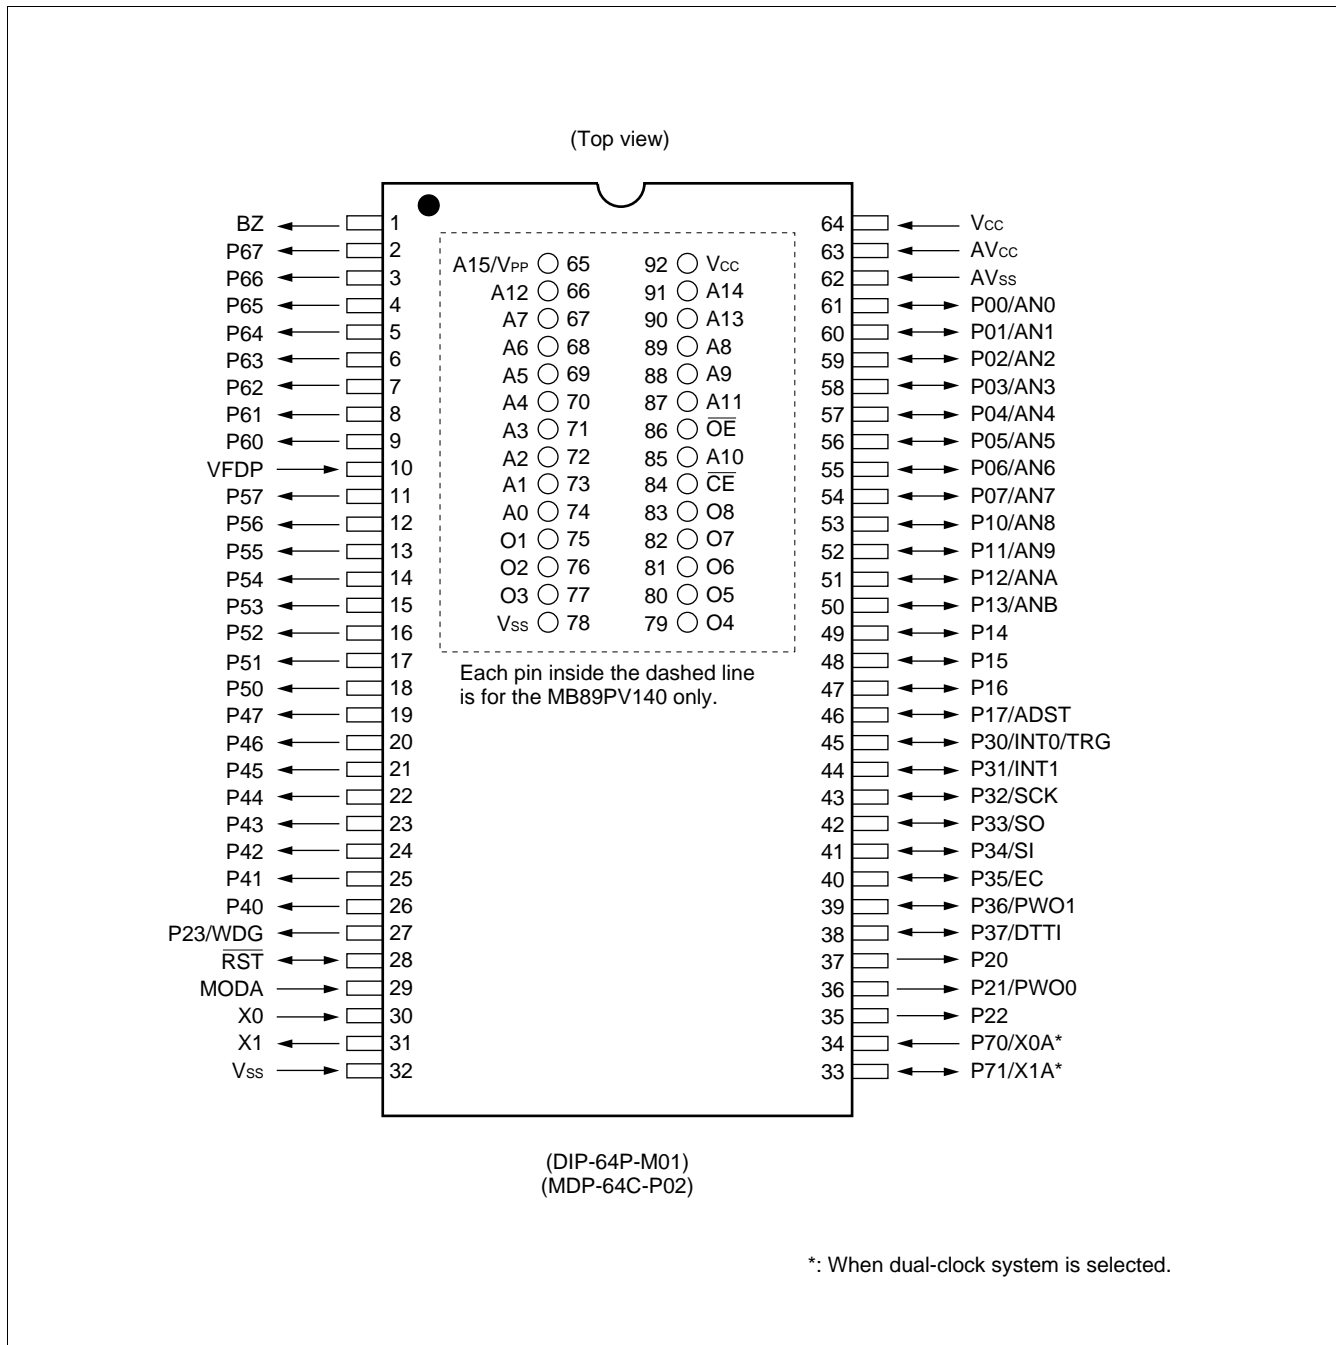 (Top view)
BZ 1 64 Vcc
P67 2 63 AVcc
P66 3 62 AVss
P65 4 61 P00/AN0
P64 5 60 P01/AN1
P63 6 59 P02/AN2
P62 7 58 P03/AN3
P61 8 57 P04/AN4
P60 9 56 P05/AN5
VFDP 10 55 P06/AN6
P57 11 54 P07/AN7
P56 12 53 P10/AN8
P55 13 52 P11/AN9
P54 14 51 P12/ANA
P53 15 50 P13/ANB
P52 16 49 P14
P51 17 48 P15
P50 18 47 P16
P47 19 46 P17/ADST
P46 20 45 P30/INT0/TRG
P45 21 44 P31/INT1
P44 22 43 P32/SCK
P43 23 42 P33/SO
P42 24 41 P34/SI
P41 25 40 P35/EC
P40 26 39 P36/PWO1
P23/WDG 27 38 P37/DTTI
R̅S̅T̅ 28 37 P20
MODA 29 36 P21/PWO0
X0 30 35 P22
X1 31 34 P70/X0A*
Vss 32 33 P71/X1A*
A15/VPP 65 92 Vcc
A12 66 91 A14
A7 67 90 A13
A6 68 89 A8
A5 69 88 A9
A4 70 87 A11
A3 71 86 O̅E̅
A2 72 85 A10
A1 73 84 C̅E̅
A0 74 83 O8
O1 75 82 O7
O2 76 81 O6
O3 77 80 O5
Vss 78 79 O4
Each pin inside the dashed line
is for the MB89PV140 only.
(DIP-64P-M01)
(MDP-64C-P02)
*: When dual-clock system is selected.